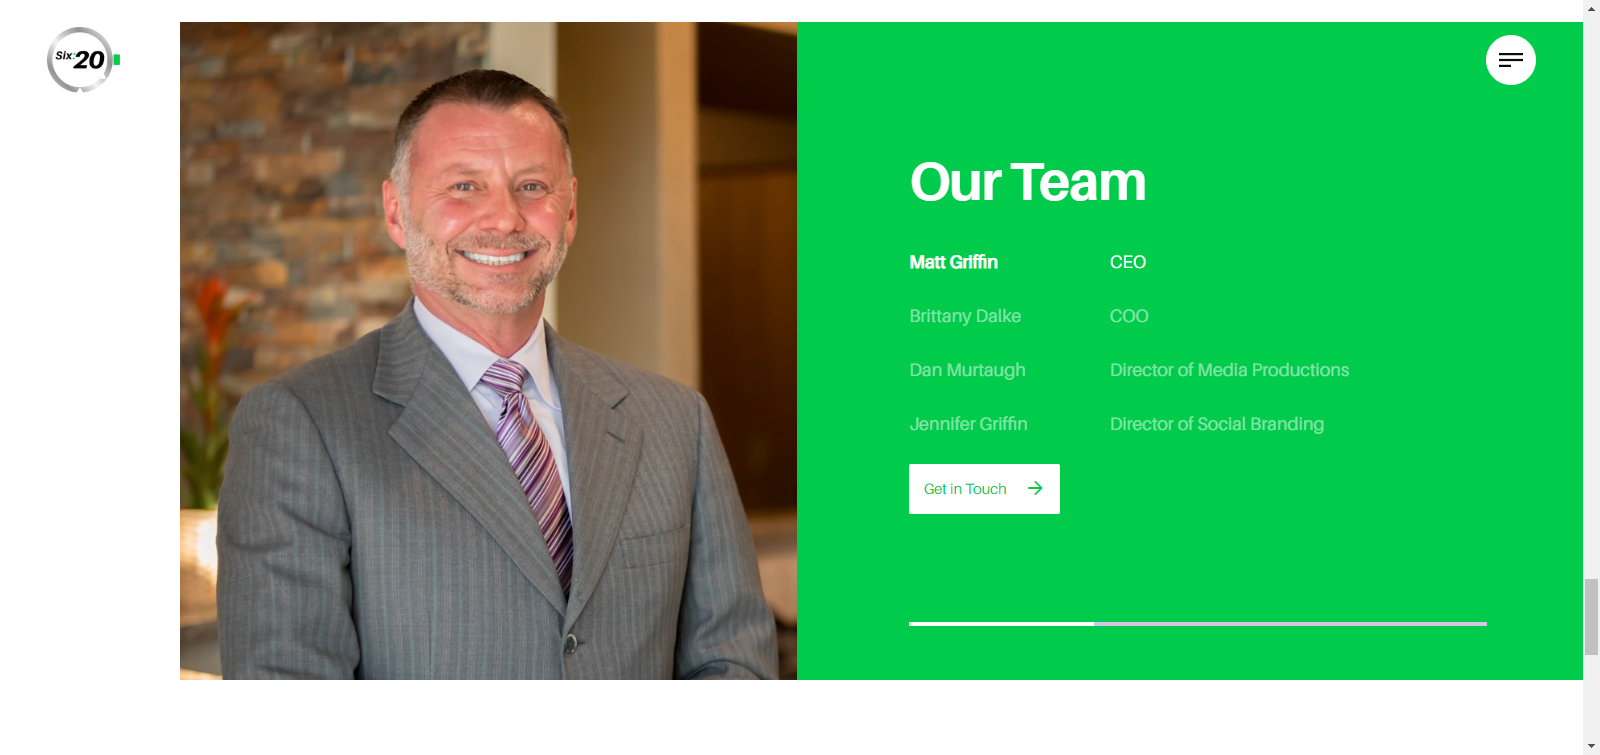 Six:20
Our Team
Matt Griffin CEO
Brittany Dalke COO
Dan Murtaugh Director of Media Productions
Jennifer Griffin Director of Social Branding
Get in Touch